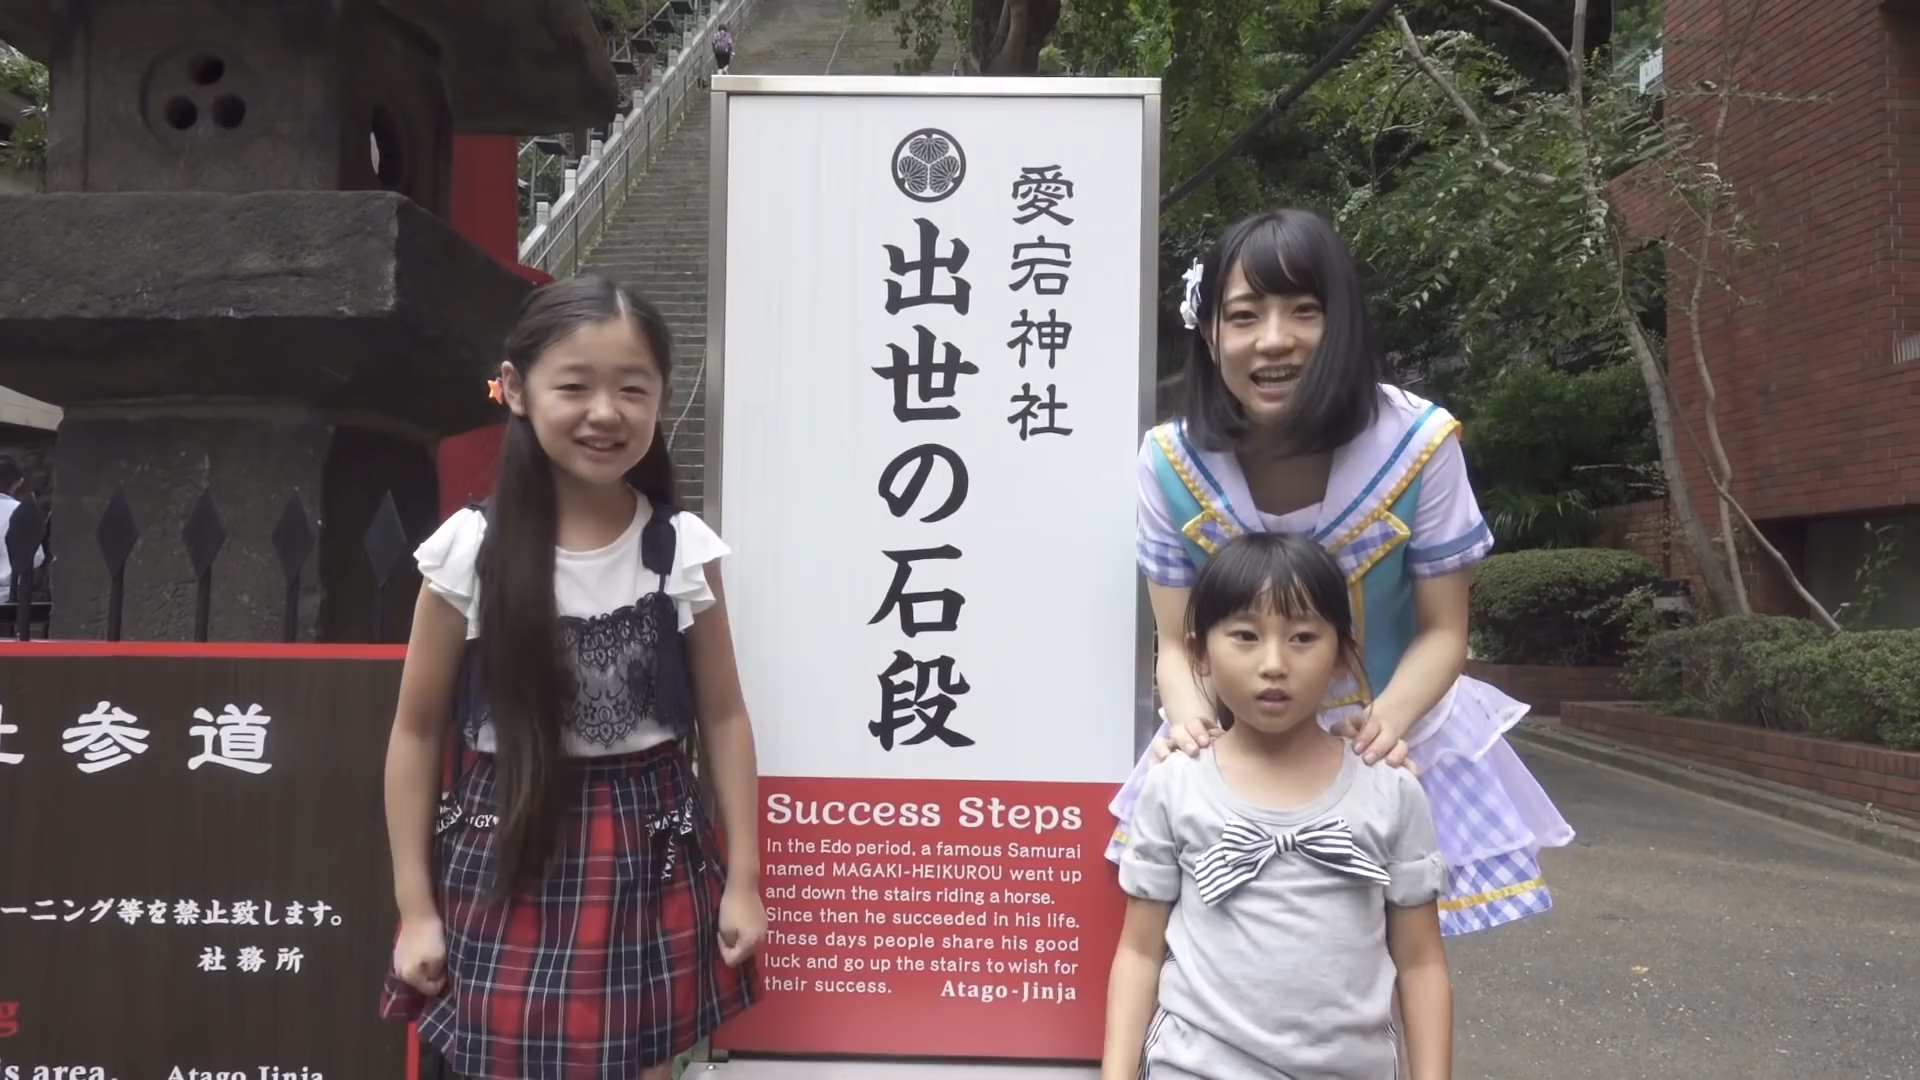 愛宕神社
出世の石段
Success Steps
In the Edo period, a famous Samurai
named MAGAKI-HEIKUROU went up
and down the stairs riding a horse.
Since then he succeeded in his life.
These days people share his good
luck and go up the stairs to wish for
their success.
Atago-Jinja
社参道
ーニング等を禁止致します。
社務所
g
is area.
Atago Jinja